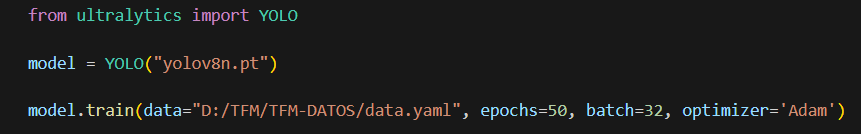 from ultralytics import YOLO
model = YOLO("yolov8n.pt")
model.train(data="D:/TFM/TFM-DATOS/data.yaml", epochs=50, batch=32, optimizer='Adam')